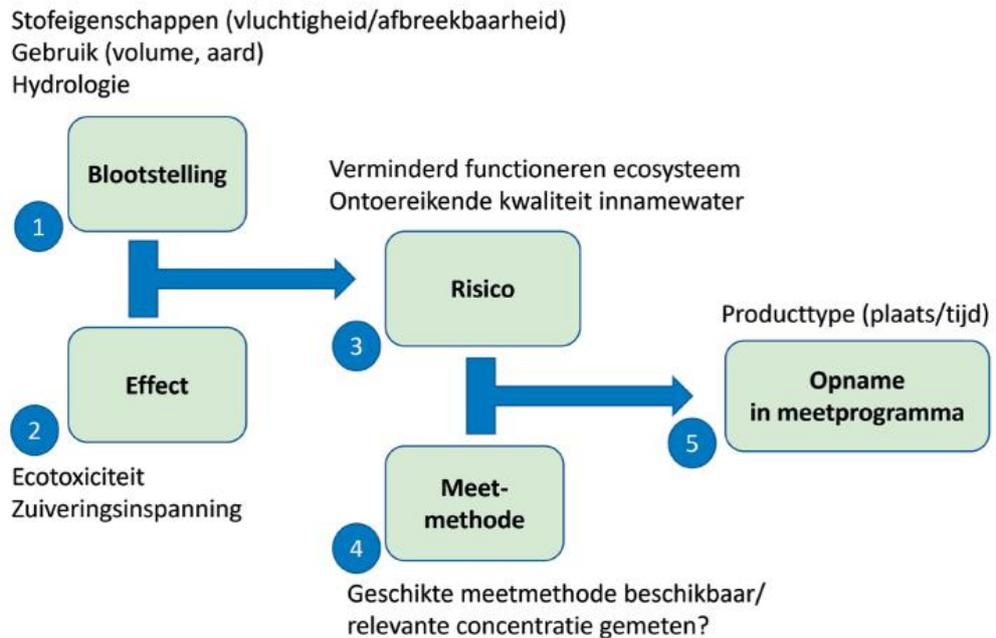 Stofeigenschappen (vluchtigheid/afbreekbaarheid)
Gebruik (volume, aard)
Hydrologie
Blootstelling
1
Effect
2
Ecotoxiciteit
Zuiveringsinspanning
Verminderd functioneren ecosysteem
Ontoereikende kwaliteit innamewater
Risico
3
Meet-
methode
4
Geschikte meetmethode beschikbaar/
relevante concentratie gemeten?
Producttype (plaats/tijd)
Opname
in meetprogramma
5